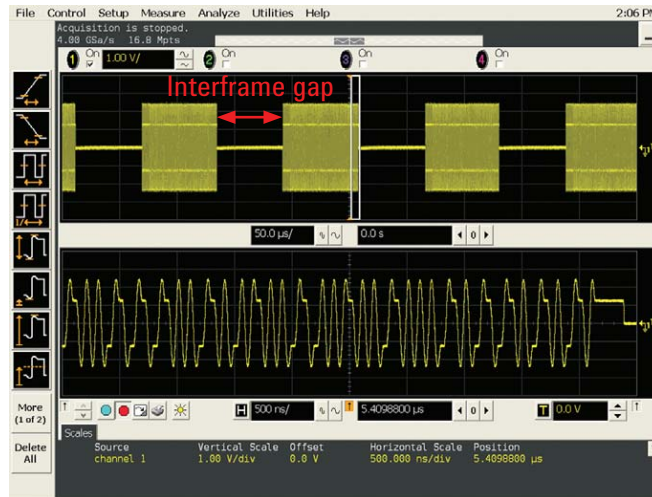 File Control Setup Measure Analyze Utilities Help 2:06 PM
Acquisition is stopped.
4.00 GSa/s 16.0 Mpts
1 On 1.00 V/ 2 On 3 On 4 On
Interframe gap
50.0 µs/ 0.0 s 0
More
(1 of 2)
H 500 ns/ 5.4098800 µs 0 T 0.0 V
Delete
All
Scales
Source Vertical Scale Offset Horizontal Scale Position
channel 1 1.00 V/div 0.0 V 500.000 ns/div 5.4098800 µs